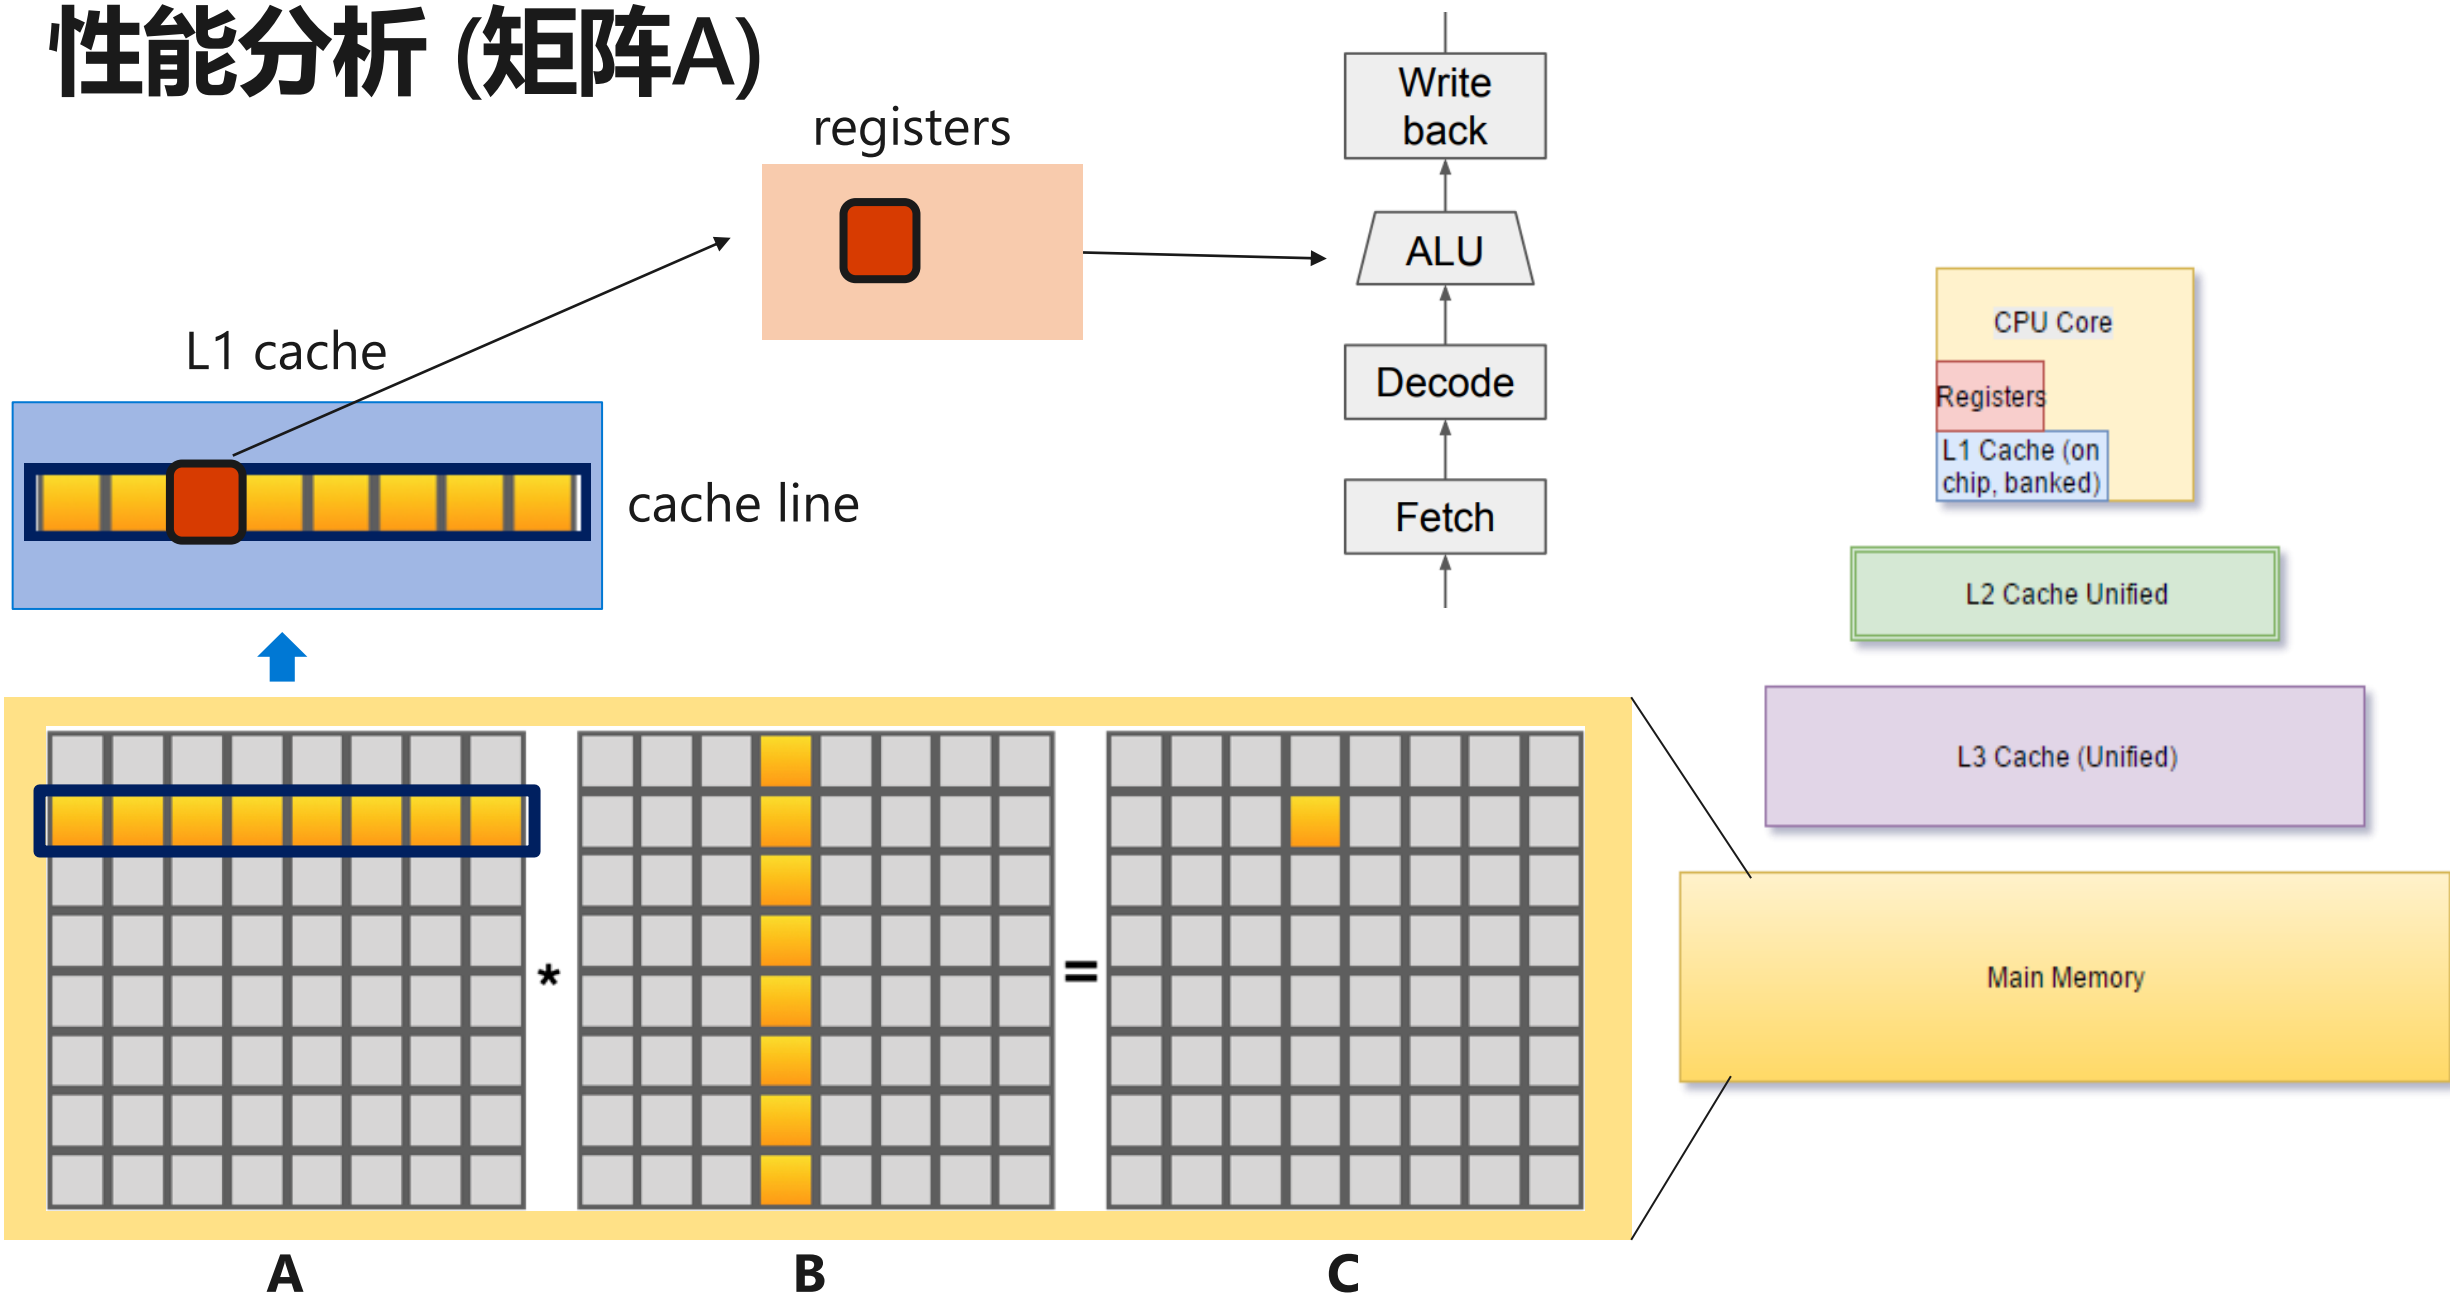 性能分析 (矩阵A)
registers
L1 cache
cache line
Write
back
ALU
Decode
Fetch
CPU Core
Registers
L1 Cache (on
chip, banked)
L2 Cache Unified
L3 Cache (Unified)
Main Memory
*
=
A
B
C